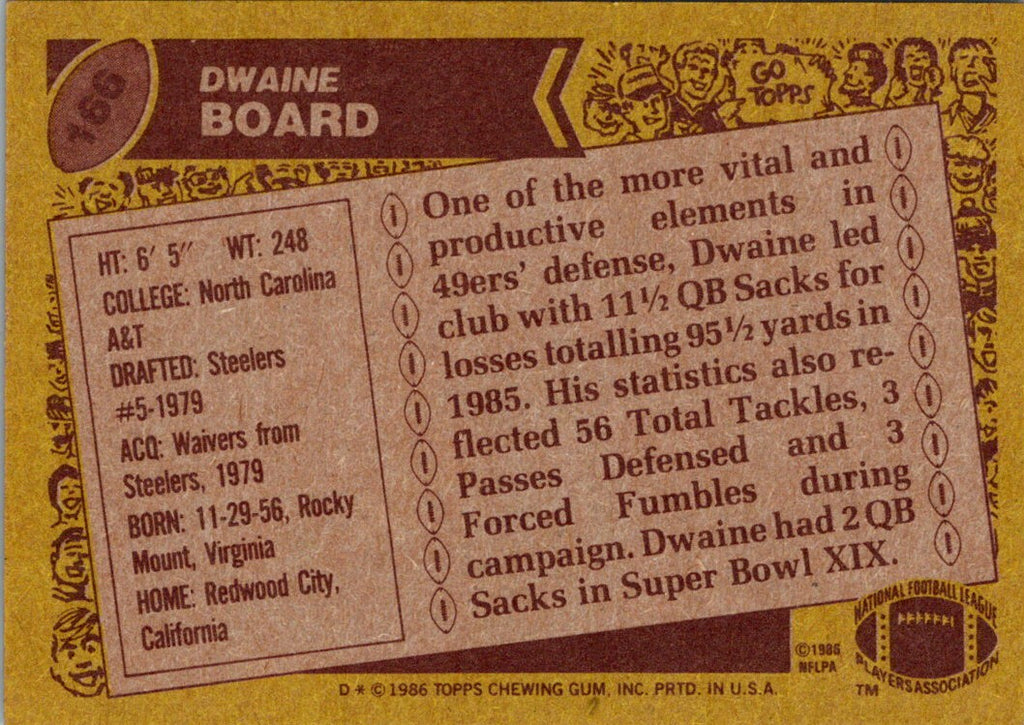 166
DWAINE
BOARD
GO
TOPPS
HT: 6′ 5″ WT: 248
COLLEGE: North Carolina
A&T
DRAFTED: Steelers
#5-1979
ACQ: Waivers from
Steelers, 1979
BORN: 11-29-56, Rocky
Mount, Virginia
HOME: Redwood City,
California
One of the more vital and
productive elements in
49ers' defense, Dwaine led
club with 11½ QB Sacks for
losses totalling 95½ yards in
1985. His statistics also re-
flected 56 Total Tackles, 3
Passes Defensed and 3
Forced Fumbles during
campaign. Dwaine had 2 QB
Sacks in Super Bowl XIX.
©1986
NFLPA
NATIONAL FOOTBALL LEAGUE
PLAYERS ASSOCIATION
TM
D * © 1986 TOPPS CHEWING GUM, INC. PRTD. IN U.S.A.